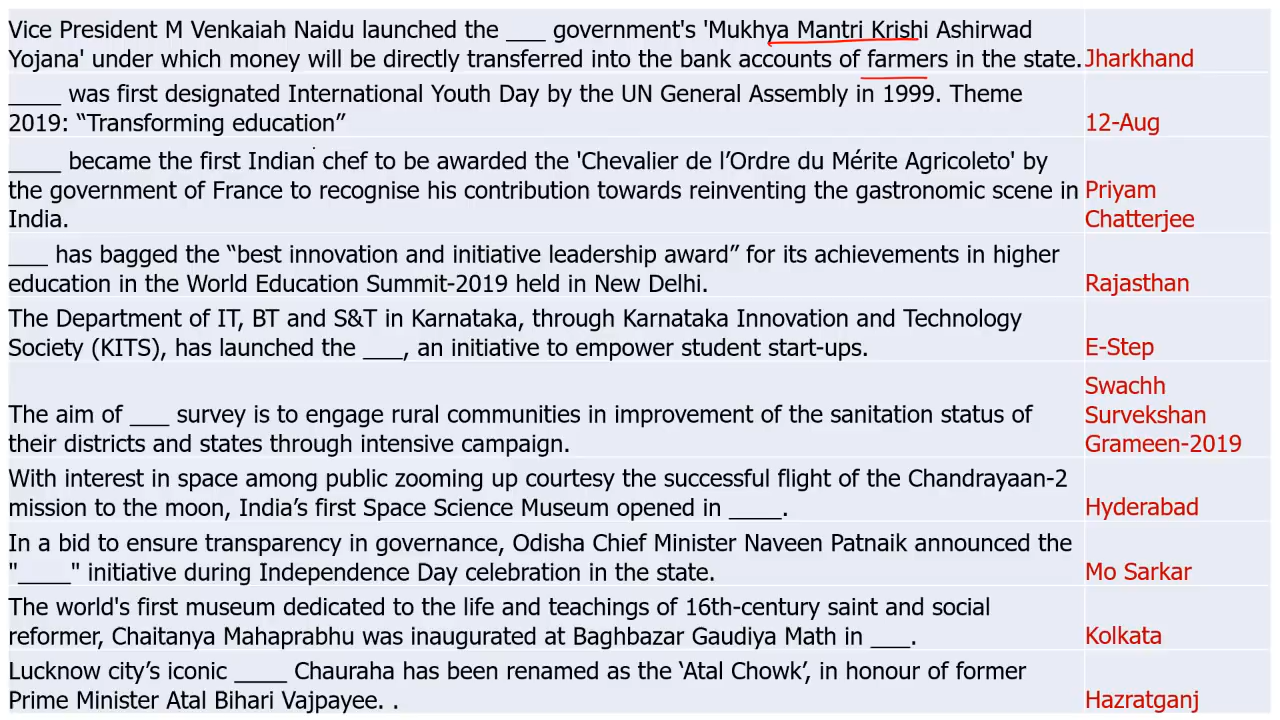 Vice President M Venkaiah Naidu launched the ___ government's 'Mukhya Mantri Krishi Ashirwad
Yojana' under which money will be directly transferred into the bank accounts of farmers in the state.
Jharkhand
____ was first designated International Youth Day by the UN General Assembly in 1999. Theme
2019: “Transforming education”
12-Aug
____ became the first Indian chef to be awarded the 'Chevalier de l’Ordre du Mérite Agricoleto' by
the government of France to recognise his contribution towards reinventing the gastronomic scene in
India.
Priyam
Chatterjee
___ has bagged the “best innovation and initiative leadership award” for its achievements in higher
education in the World Education Summit-2019 held in New Delhi.
Rajasthan
The Department of IT, BT and S&T in Karnataka, through Karnataka Innovation and Technology
Society (KITS), has launched the ___, an initiative to empower student start-ups.
E-Step
The aim of ___ survey is to engage rural communities in improvement of the sanitation status of
their districts and states through intensive campaign.
Swachh
Survekshan
Grameen-2019
With interest in space among public zooming up courtesy the successful flight of the Chandrayaan-2
mission to the moon, India’s first Space Science Museum opened in ____.
Hyderabad
In a bid to ensure transparency in governance, Odisha Chief Minister Naveen Patnaik announced the
"____" initiative during Independence Day celebration in the state.
Mo Sarkar
The world's first museum dedicated to the life and teachings of 16th-century saint and social
reformer, Chaitanya Mahaprabhu was inaugurated at Baghbazar Gaudiya Math in ___.
Kolkata
Lucknow city’s iconic ____ Chauraha has been renamed as the ‘Atal Chowk’, in honour of former
Prime Minister Atal Bihari Vajpayee. .
Hazratganj